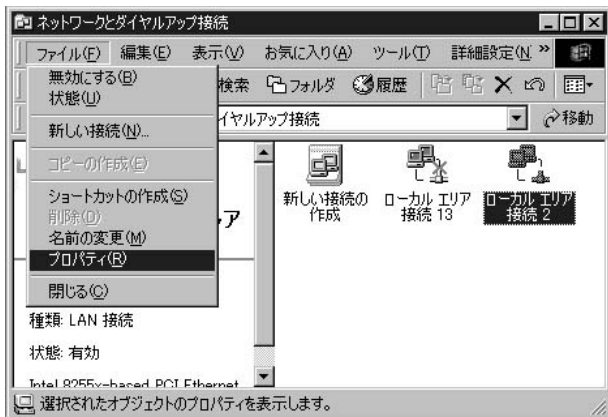 ネットワークとダイヤルアップ接続
ファイル(F) 編集(E) 表示(V) お気に入り(A) ツール(T) 詳細設定(N »
検索 フォルダ 履歴
イヤルアップ接続 移動
無効にする(B)
状態(U)
新しい接続(N)...
コピーの作成(E)
ショートカットの作成(S)
削除(D)
名前の変更(M)
プロパティ(R)
閉じる(C)
ア
種類: LAN 接続
状態: 有効
Intel 8255x-based PCI Ethernet
新しい接続の
作成
ローカル エリア
接続 13
ローカル エリア
接続 2
選択されたオブジェクトのプロパティを表示します。